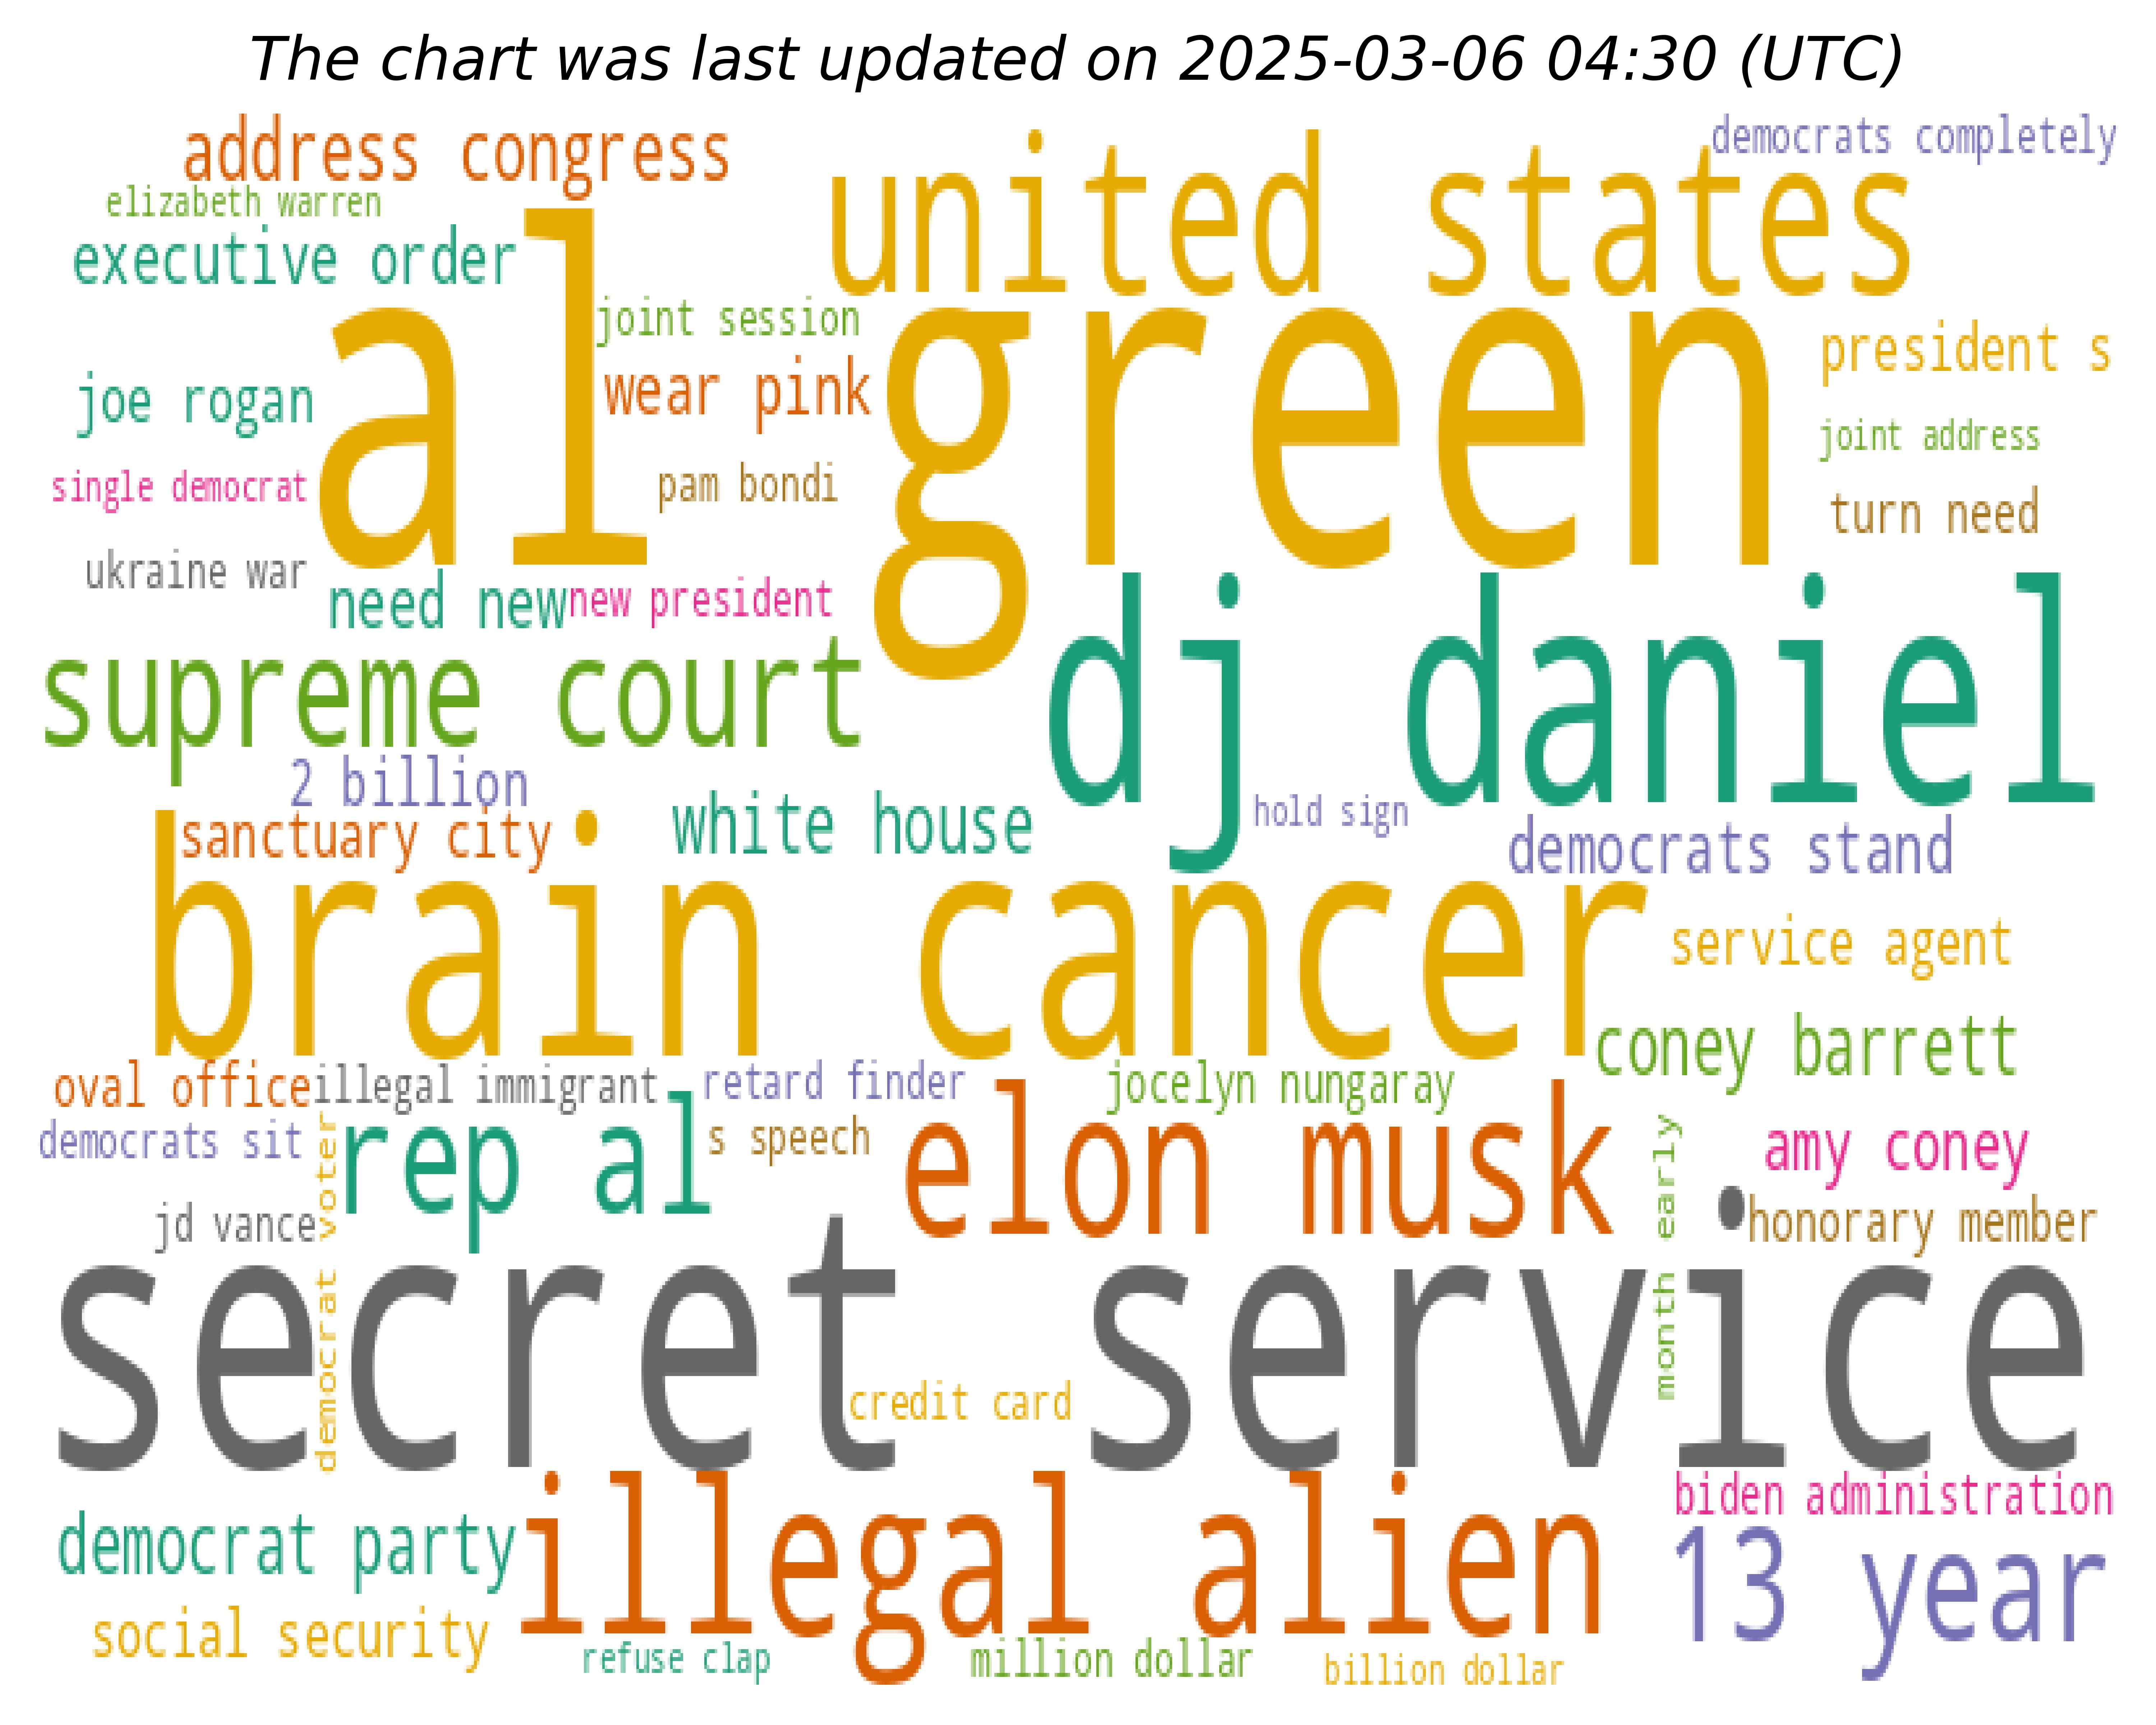 The chart was last updated on 2025-03-06 04:30 (UTC)
address congress
united states
democrats completely
elizabeth warren
executive order
al green
joint session
president s
joe rogan
wear pink
joint address
single democrat
pam bondi
turn need
ukraine war
need new
new president
dj daniel
supreme court
2 billion
white house
hold sign
sanctuary city
democrats stand
brain cancer
service agent
coney barrett
oval office
illegal immigrant
retard finder
jocelyn nungaray
democrats sit
democrat voter
rep al
s speech
elon musk
month early
amy coney
jd vance
honorary member
secret service
credit card
biden administration
democrat party
illegal alien
13 year
social security
refuse clap
million dollar
billion dollar